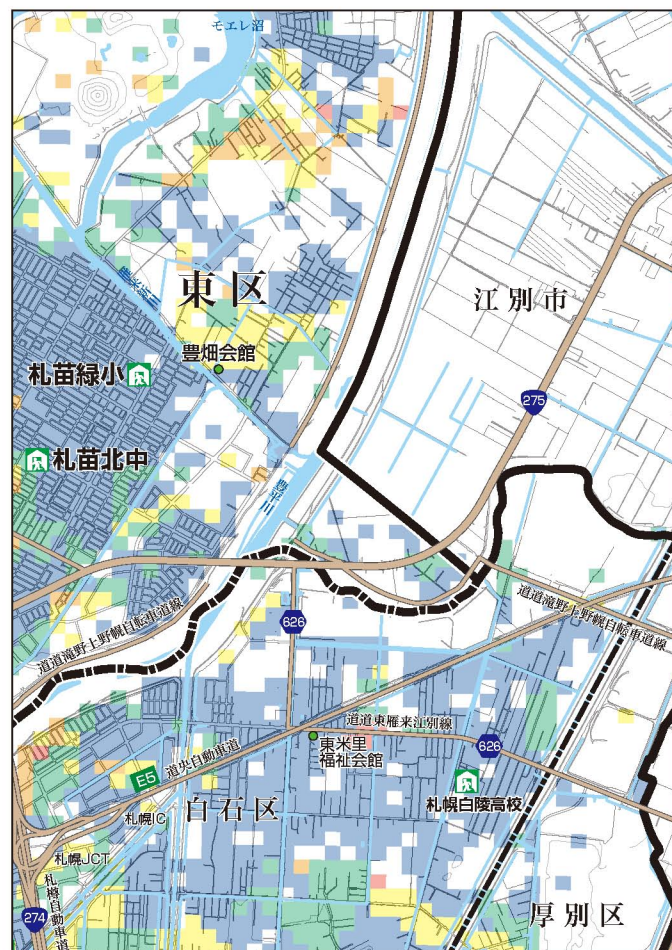 モエレ沼
東区
江別市
豊畑会館
札苗緑小
275
札苗北中
豊平川
道道滝野上野幌自転車道線
道道滝野上野幌自転車道線
626
道道東雁来江別線
東米里
福祉会館
626
E5
道央自動車道
札幌白陵高校
白石区
札幌IC
札幌JCT
札樽自動車道
274
厚別区